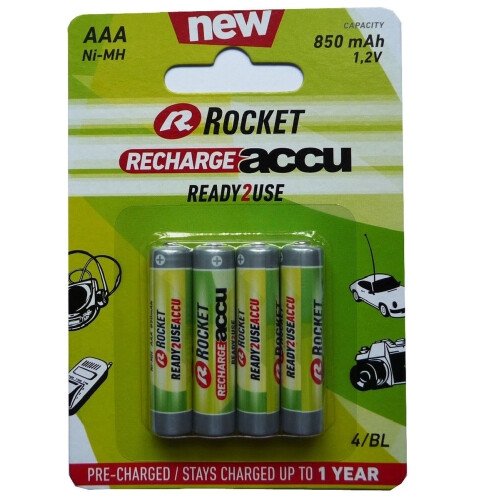 new
AAA
Ni-MH
CAPACITY
850 mAh
1,2V
R ROCKET
RECHARGE accu
READY2USE
R ROCKET
READY2USEACCU
R ROCKET
RECHARGE accu
READY2USE
R ROCKET
READY2USEACCU
ROCKET
4/BL
PRE-CHARGED / STAYS CHARGED UP TO 1 YEAR